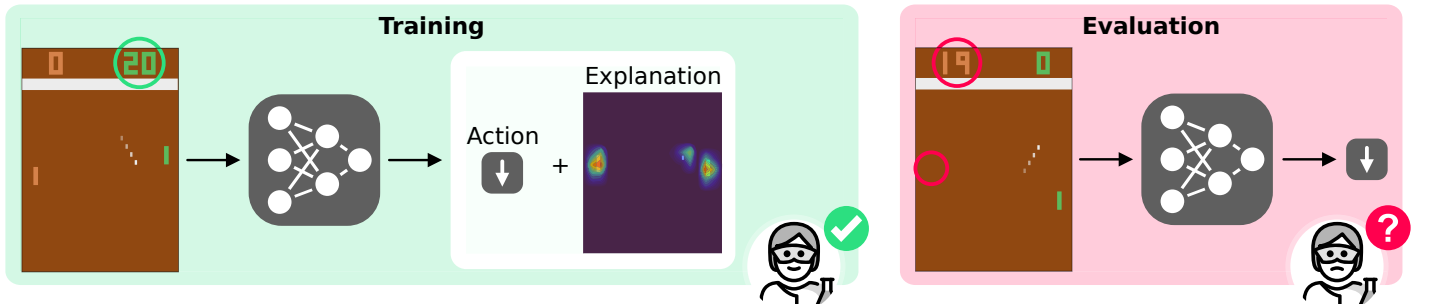 Training
0 20
Action
+
Explanation
Evaluation
19 0
?